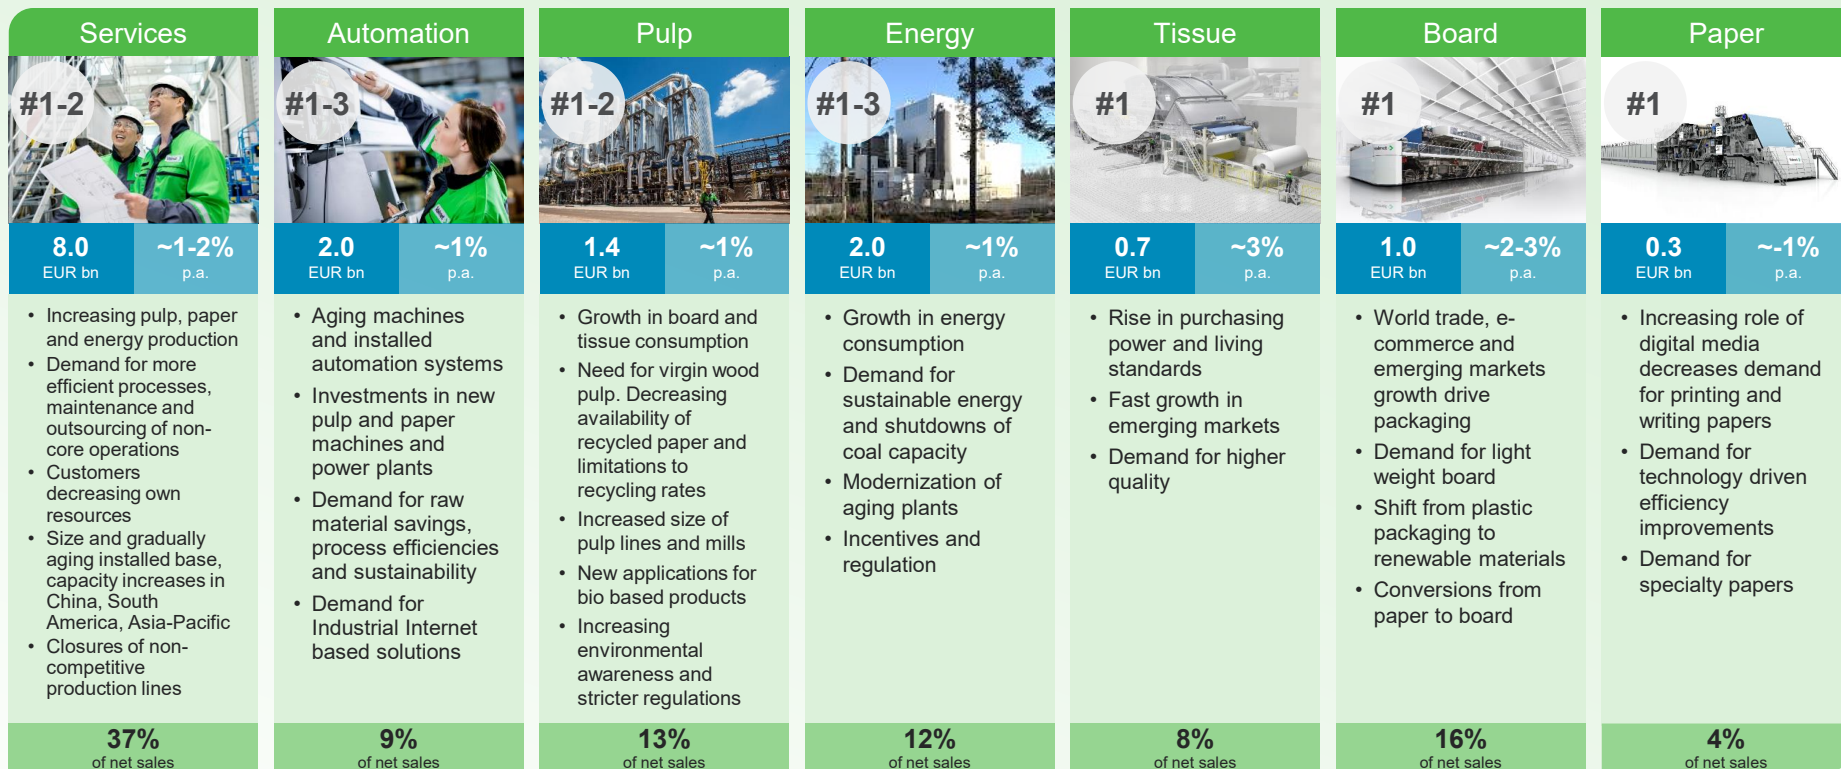 Services
#1-2
8.0
EUR bn
~1-2%
p.a.
• Increasing pulp, paper
and energy production
• Demand for more
efficient processes,
maintenance and
outsourcing of non-
core operations
• Customers
decreasing own
resources
• Size and gradually
aging installed base,
capacity increases in
China, South
America, Asia-Pacific
• Closures of non-
competitive
production lines
37%
of net sales
Automation
#1-3
2.0
EUR bn
~1%
p.a.
• Aging machines
and installed
automation systems
• Investments in new
pulp and paper
machines and
power plants
• Demand for raw
material savings,
process efficiencies
and sustainability
• Demand for
Industrial Internet
based solutions
9%
of net sales
Pulp
#1-2
1.4
EUR bn
~1%
p.a.
• Growth in board and
tissue consumption
• Need for virgin wood
pulp. Decreasing
availability of
recycled paper and
limitations to
recycling rates
• Increased size of
pulp lines and mills
• New applications for
bio based products
• Increasing
environmental
awareness and
stricter regulations
13%
of net sales
Energy
#1-3
2.0
EUR bn
~1%
p.a.
• Growth in energy
consumption
• Demand for
sustainable energy
and shutdowns of
coal capacity
• Modernization of
aging plants
• Incentives and
regulation
12%
of net sales
Tissue
#1
0.7
EUR bn
~3%
p.a.
• Rise in purchasing
power and living
standards
• Fast growth in
emerging markets
• Demand for higher
quality
8%
of net sales
Board
#1
1.0
EUR bn
~2-3%
p.a.
• World trade, e-
commerce and
emerging markets
growth drive
packaging
• Demand for light
weight board
• Shift from plastic
packaging to
renewable materials
• Conversions from
paper to board
16%
of net sales
Paper
#1
0.3
EUR bn
~-1%
p.a.
• Increasing role of
digital media
decreases demand
for printing and
writing papers
• Demand for
technology driven
efficiency
improvements
• Demand for
specialty papers
4%
of net sales